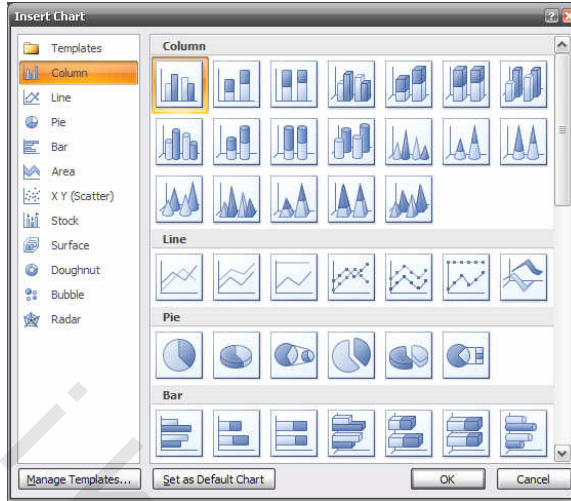 Insert Chart
Templates
Column
Line
Pie
Bar
Area
X Y (Scatter)
Stock
Surface
Doughnut
Bubble
Radar
Column
Line
Pie
Bar
Manage Templates...
Set as Default Chart
OK
Cancel